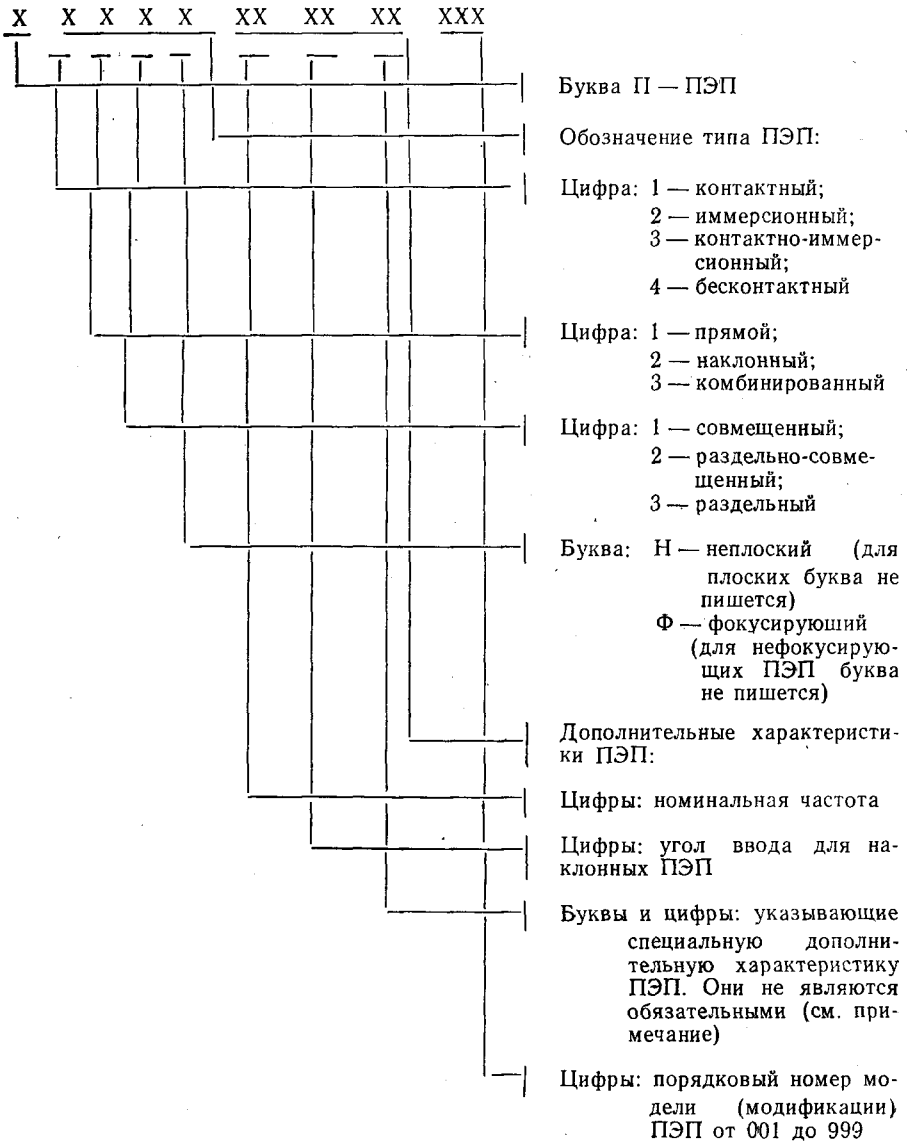 X X X X X XX XX XX XXX
Буква П — ПЭП
Обозначение типа ПЭП:
Цифра: 1 — контактный;
2 — иммерсионный;
3 — контактно-иммер-
сионный;
4 — бесконтактный
Цифра: 1 — прямой;
2 — наклонный;
3 — комбинированный
Цифра: 1 — совмещенный;
2 — раздельно-совме-
щенный;
3 — раздельный
Буква: Н — неплоский (для
плоских буква не
пишется)
Ф — фокусируюший
(для нефокусирую-
щих ПЭП буква
не пишется)
Дополнительные характеристи-
ки ПЭП:
Цифры: номинальная частота
Цифры: угол ввода для на-
клонных ПЭП
Буквы и цифры: указывающие
специальную дополни-
тельную характеристику
ПЭП. Они не являются
обязательными (см. при-
мечание)
Цифры: порядковый номер мо-
дели (модификации)
ПЭП от 001 до 999